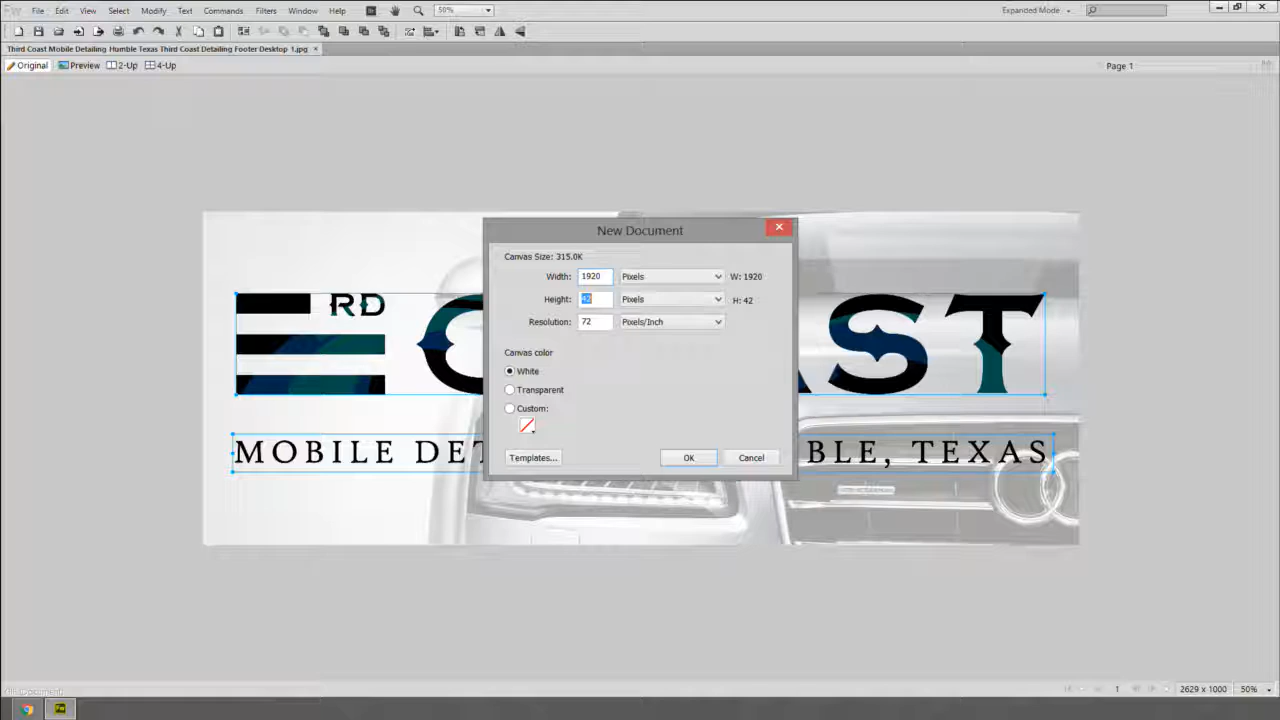 Fw File Edit View Select Modify Text Commands Filters Window Help 50% Expanded Mode
Third Coast Mobile Detailing Humble Texas Third Coast Detailing Footer Desktop 1.jpg ×
Original Preview 2-Up 4-Up Page 1
New Document
Canvas Size: 315.0K
Width: 1920 Pixels W: 1920
Height: 42 Pixels H: 42
Resolution: 72 Pixels/Inch
Canvas color
White
Transparent
Custom:
Templates... OK Cancel
RD
MOBILE DET
BLE, TEXAS
1 2629 x 1000 50%